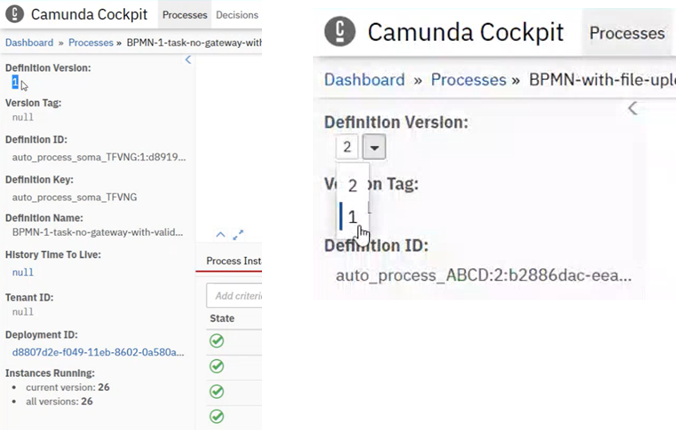 Processes Decisions
Dashboard » Processes » BPMN-1-task-no-gateway-with
Definition Version:
1
Version Tag:
null
Definition ID:
auto_process_soma_TFVNG:1:d8919...
Definition Key:
auto_process_soma_TFVNG
Definition Name:
BPMN-1-task-no-gateway-with-valid...
History Time To Live:
null
Tenant ID:
null
Deployment ID:
d8807d2e-f049-11eb-8602-0a580a...
Instances Running:
current version: 26
all versions: 26
Camunda Cockpit
Process Inst
Add criteri
State
Camunda Cockpit Processes
Dashboard » Processes » BPMN-with-file-uplo
Definition Version:
2
2
1
Version Tag:
Definition ID:
auto_process_ABCD:2:b2886dac-eea...